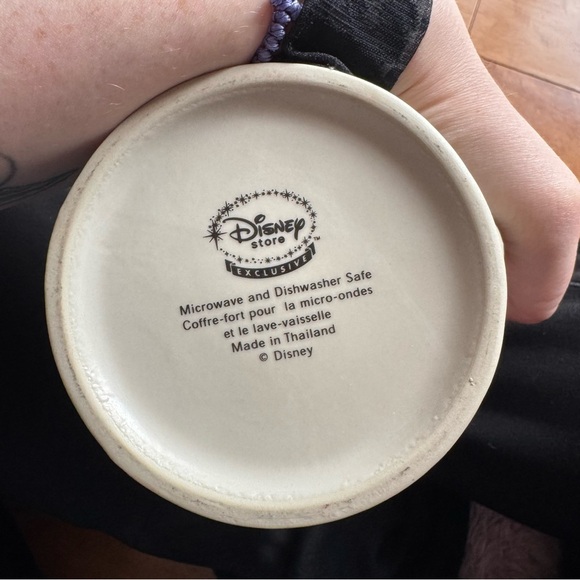 Disney
store
EXCLUSIVE
Microwave and Dishwasher Safe
Coffre-fort pour la micro-ondes
et le lave-vaisselle
Made in Thailand
© Disney